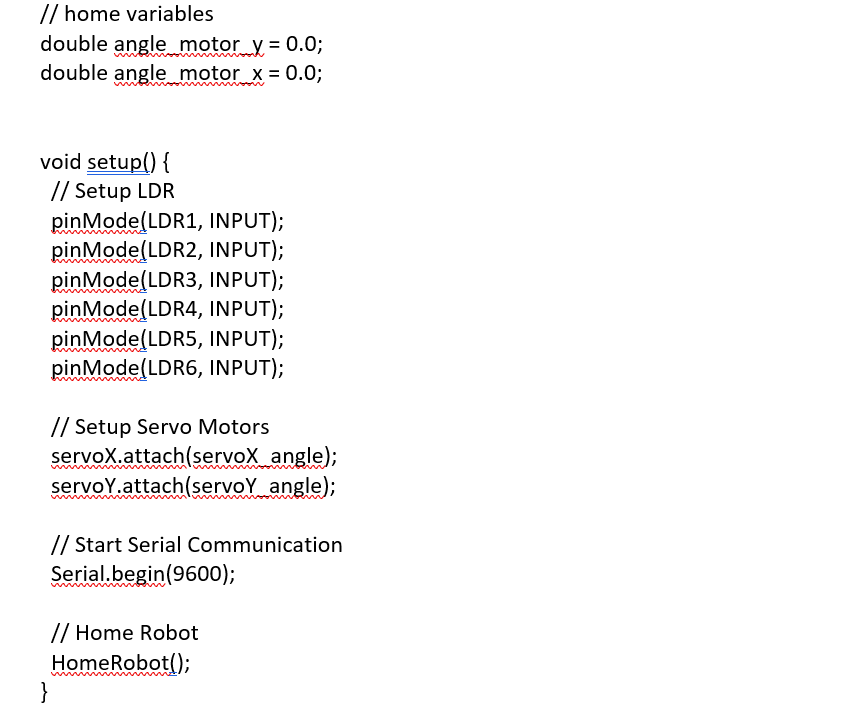 // home variables
double angle_motor_y = 0.0;
double angle_motor_x = 0.0;
void setup() {
// Setup LDR
pinMode(LDR1, INPUT);
pinMode(LDR2, INPUT);
pinMode(LDR3, INPUT);
pinMode(LDR4, INPUT);
pinMode(LDR5, INPUT);
pinMode(LDR6, INPUT);
// Setup Servo Motors
servoX.attach(servoX_angle);
servoY.attach(servoY_angle);
// Start Serial Communication
Serial.begin(9600);
// Home Robot
HomeRobot();
}